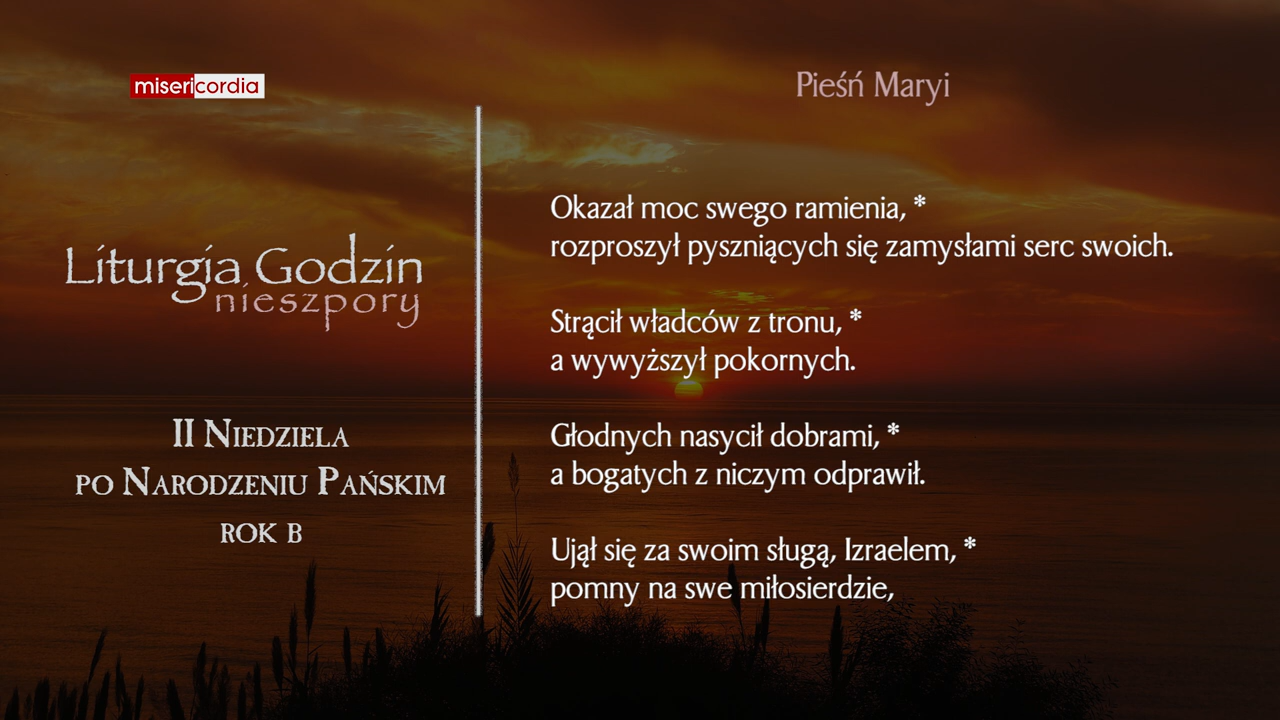 misericordia
Liturgia Godzin
nieszpory
II Niedziela
po Narodzeniu Pańskim
rok B
Pieśń Maryi
Okazał moc swego ramienia, *
rozproszył pyszniących się zamysłami serc swoich.
Strącił władców z tronu, *
a wywyższył pokornych.
Głodnych nasycił dobrami, *
a bogatych z niczym odprawił.
Ujął się za swoim sługą, Izraelem, *
pomny na swe miłosierdzie,